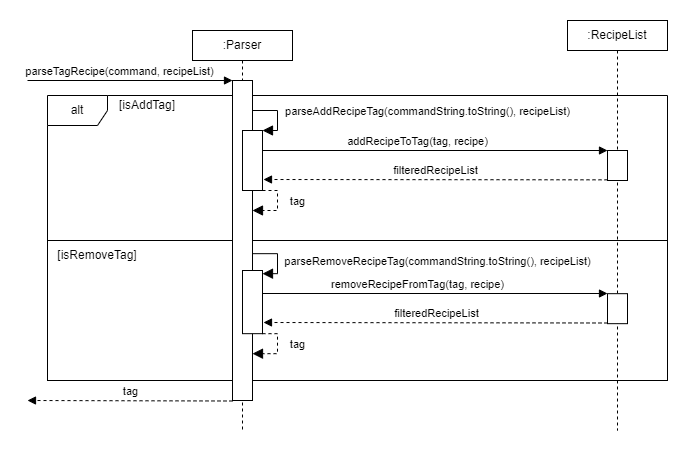 :Parser
:RecipeList
parseTagRecipe(command, recipeList)
alt
[isAddTag]
parseAddRecipeTag(commandString.toString(), recipeList)
addRecipeToTag(tag, recipe)
filteredRecipeList
tag
[isRemoveTag]
parseRemoveRecipeTag(commandString.toString(), recipeList)
removeRecipeFromTag(tag, recipe)
filteredRecipeList
tag
tag